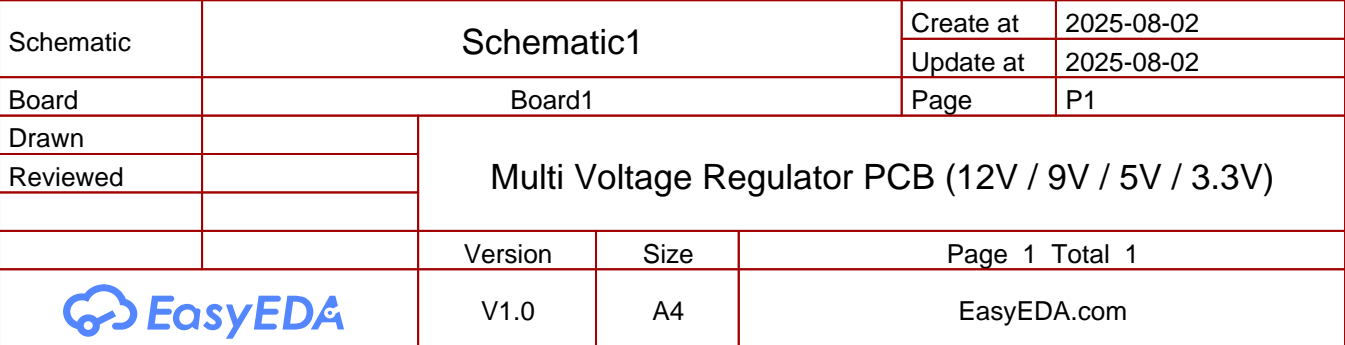 Schematic
Schematic1
Create at
2025-08-02
Update at
2025-08-02
Board
Board1
Page
P1
Drawn
Reviewed
Multi Voltage Regulator PCB (12V / 9V / 5V / 3.3V)
Version
Size
Page 1 Total 1
EasyEDA
V1.0
A4
EasyEDA.com